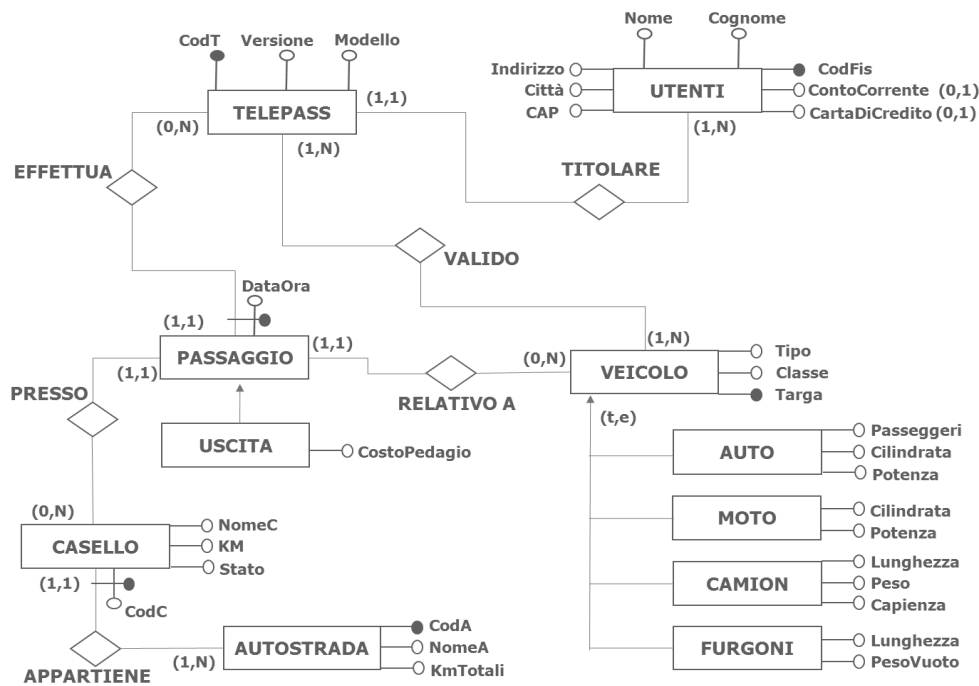 Nome
Cognome
CodT
Versione
Modello
Indirizzo
CodFis
UTENTI
Città
ContoCorrente (0,1)
CAP
CartaDiCredito (0,1)
TELEPASS
(1,1)
(0,N)
(1,N)
(1,N)
EFFETTUA
TITOLARE
VALIDO
DataOra
(1,1)
(1,1)
PASSAGGIO
(1,1)
(0,N)
(1,N)
VEICOLO
Tipo
Classe
Targa
PRESSO
RELATIVO A
(t,e)
USCITA
CostoPedagio
AUTO
Passeggeri
Cilindrata
Potenza
(0,N)
CASELLO
NomeC
KM
Stato
MOTO
Cilindrata
Potenza
(1,1)
CodC
CAMION
Lunghezza
Peso
Capienza
AUTOSTRADA
CodA
NomeA
KmTotali
(1,N)
APPARTIENE
FURGONI
Lunghezza
PesoVuoto